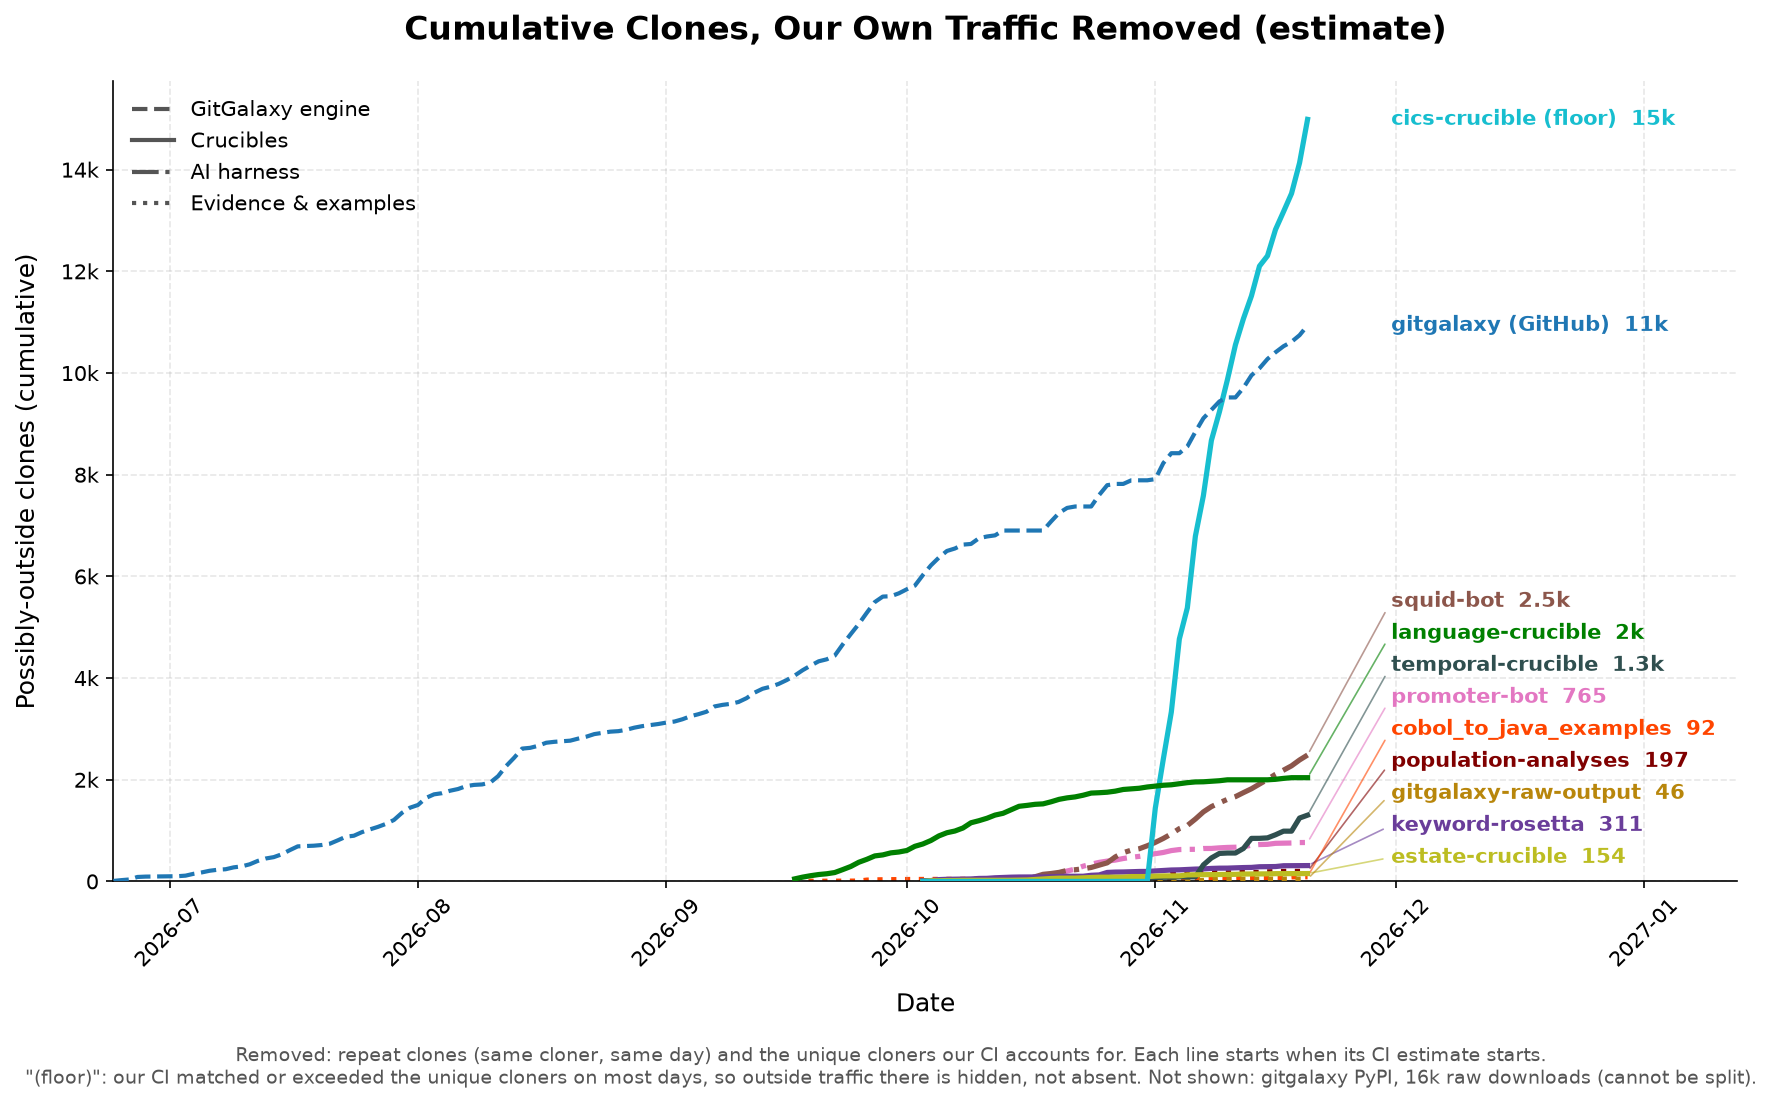 Cumulative Clones, Our Own Traffic Removed (estimate)
GitGalaxy engine
Crucibles
AI harness
Evidence & examples
Possibly-outside clones (cumulative)
14k
12k
10k
8k
6k
4k
2k
0
cics-crucible (floor) 15k
gitgalaxy (GitHub) 11k
squid-bot 2.5k
language-crucible 2k
temporal-crucible 1.3k
promoter-bot 765
cobol_to_java_examples 92
population-analyses 197
gitgalaxy-raw-output 46
keyword-rosetta 311
estate-crucible 154
2026-07
2026-08
2026-09
2026-10
2026-11
2026-12
2027-01
Date
Removed: repeat clones (same cloner, same day) and the unique cloners our CI accounts for. Each line starts when its CI estimate starts.
"(floor)": our CI matched or exceeded the unique cloners on most days, so outside traffic there is hidden, not absent. Not shown: gitgalaxy PyPI, 16k raw downloads (cannot be split).